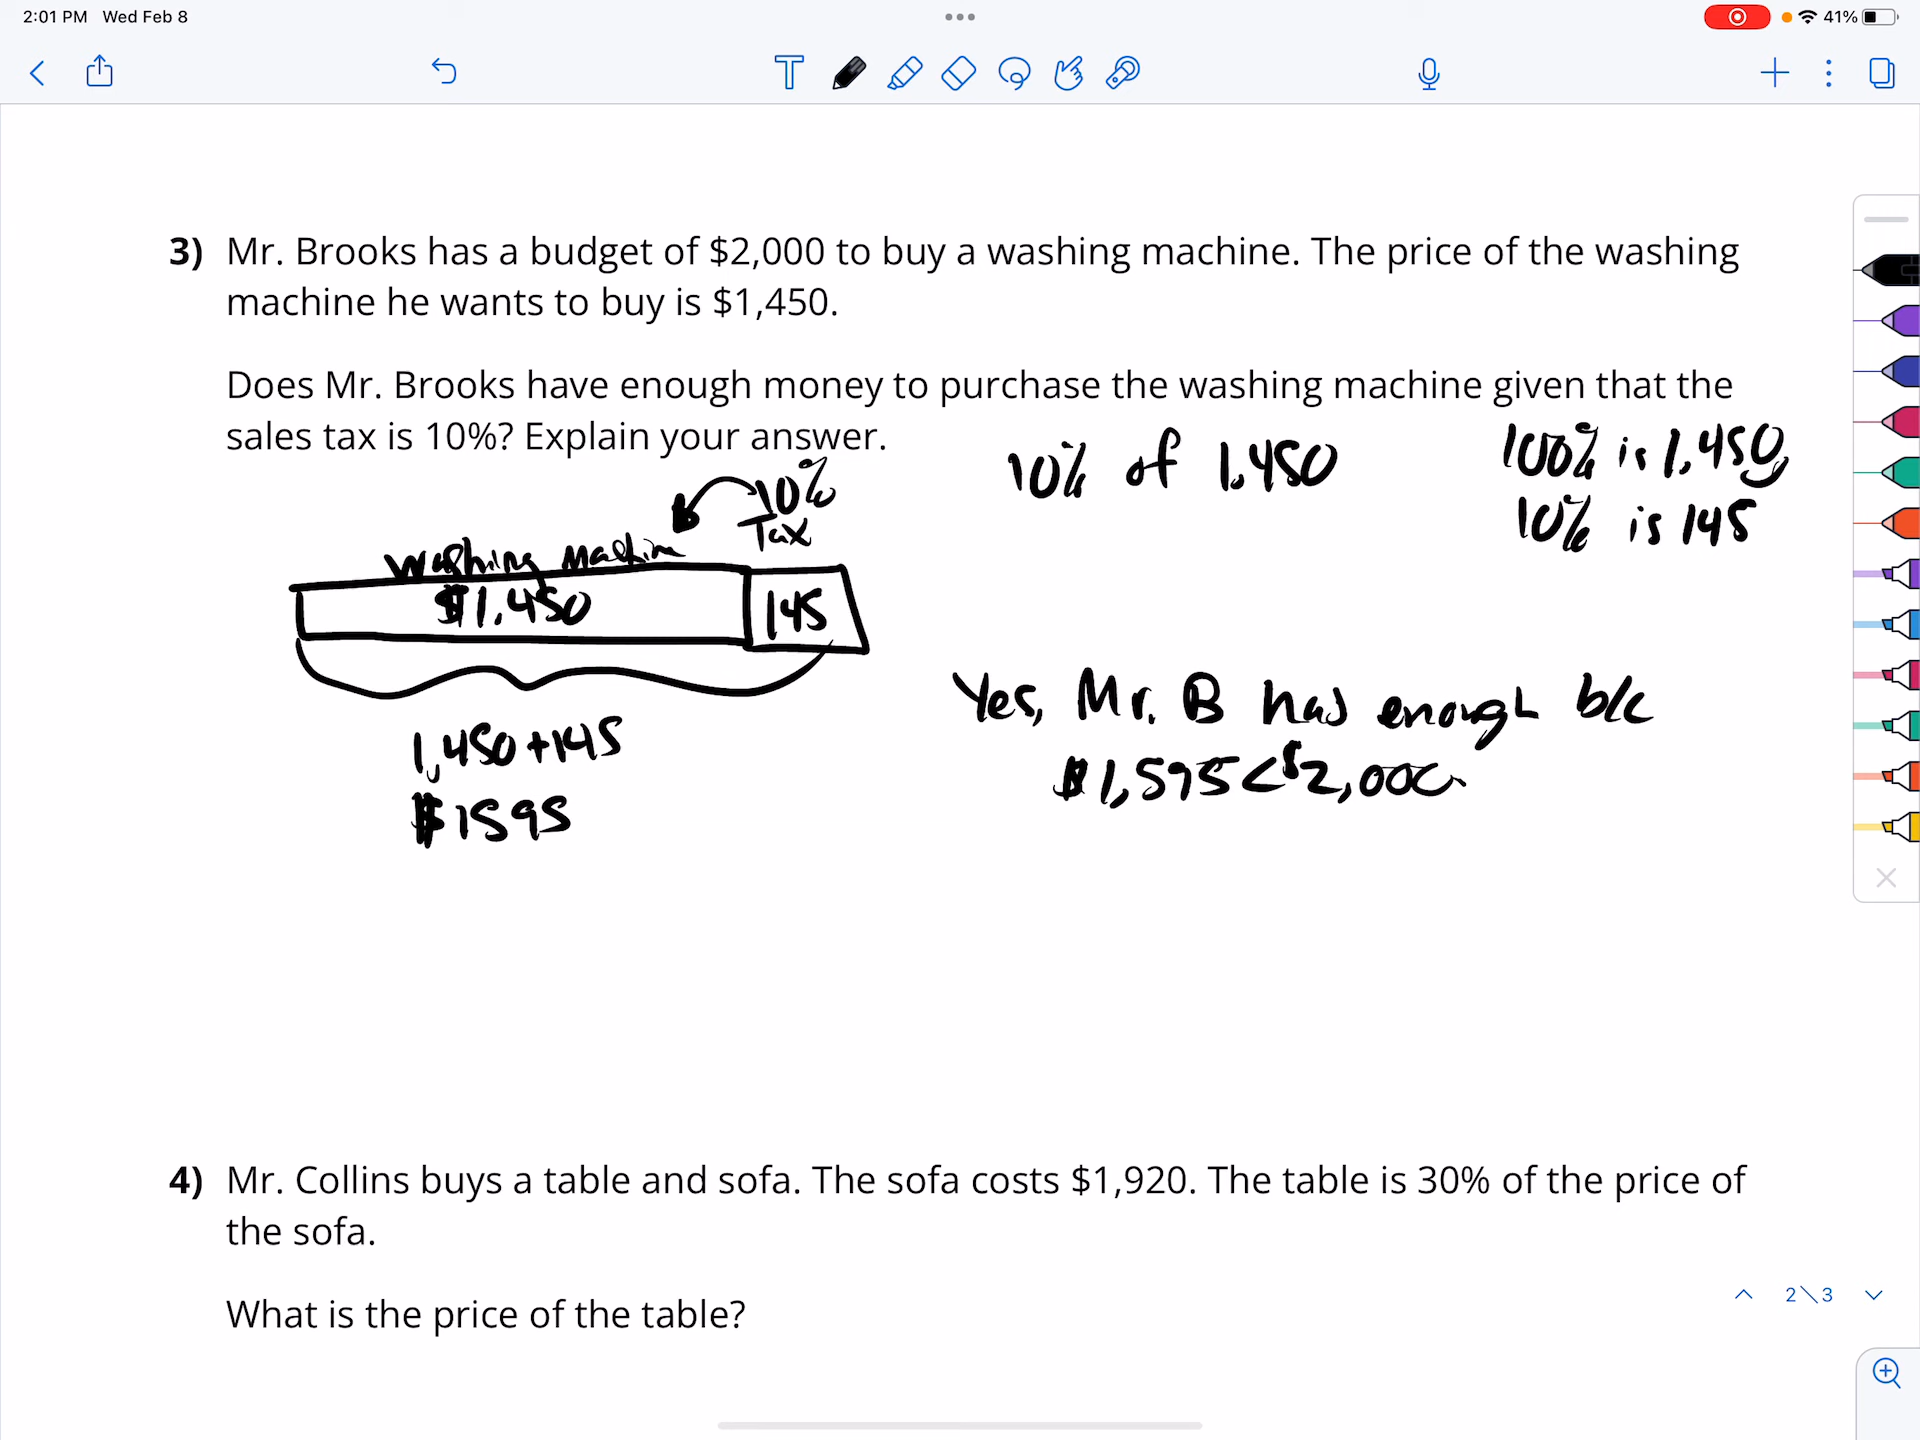 2:01 PM Wed Feb 8
41%
3) Mr. Brooks has a budget of $2,000 to buy a washing machine. The price of the washing
machine he wants to buy is $1,450.
Does Mr. Brooks have enough money to purchase the washing machine given that the
sales tax is 10%? Explain your answer.
10% of 1,450
100% is 1,450
10% is 145
10%
Tax
Washing Machine
$1,450
145
1,450+145
$1595
Yes, Mr. B has enough b/c
$1,595<$2,000
4) Mr. Collins buys a table and sofa. The sofa costs $1,920. The table is 30% of the price of
the sofa.
What is the price of the table?
2\3